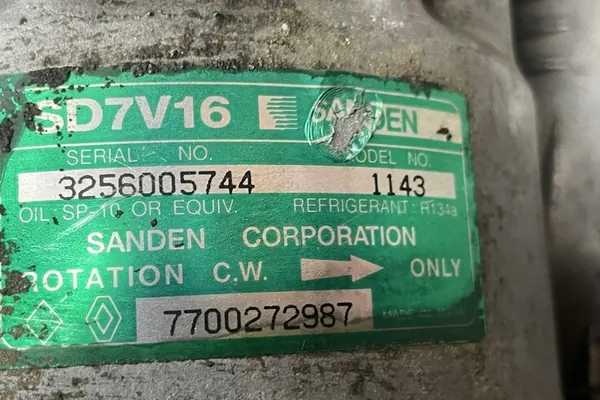 SD7V16 SANDEN
SERIAL NO. MODEL NO.
3256005744 1143
OIL SP-10 OR EQUIV. REFRIGERANT: R134a
SANDEN CORPORATION
ROTATION C.W. ONLY
7700272987